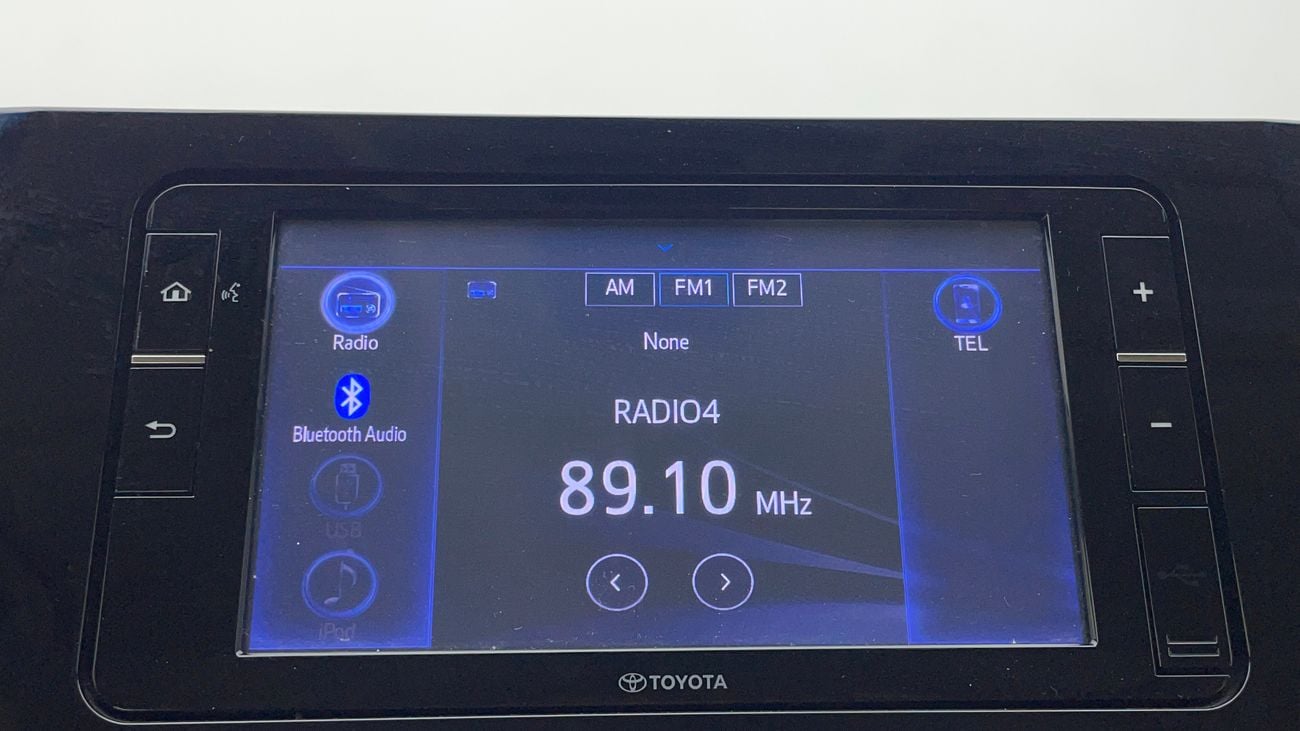 AM FM1 FM2
Radio
None
TEL
RADIO4
Bluetooth Audio
89.10 MHz
USB
iPod
TOYOTA